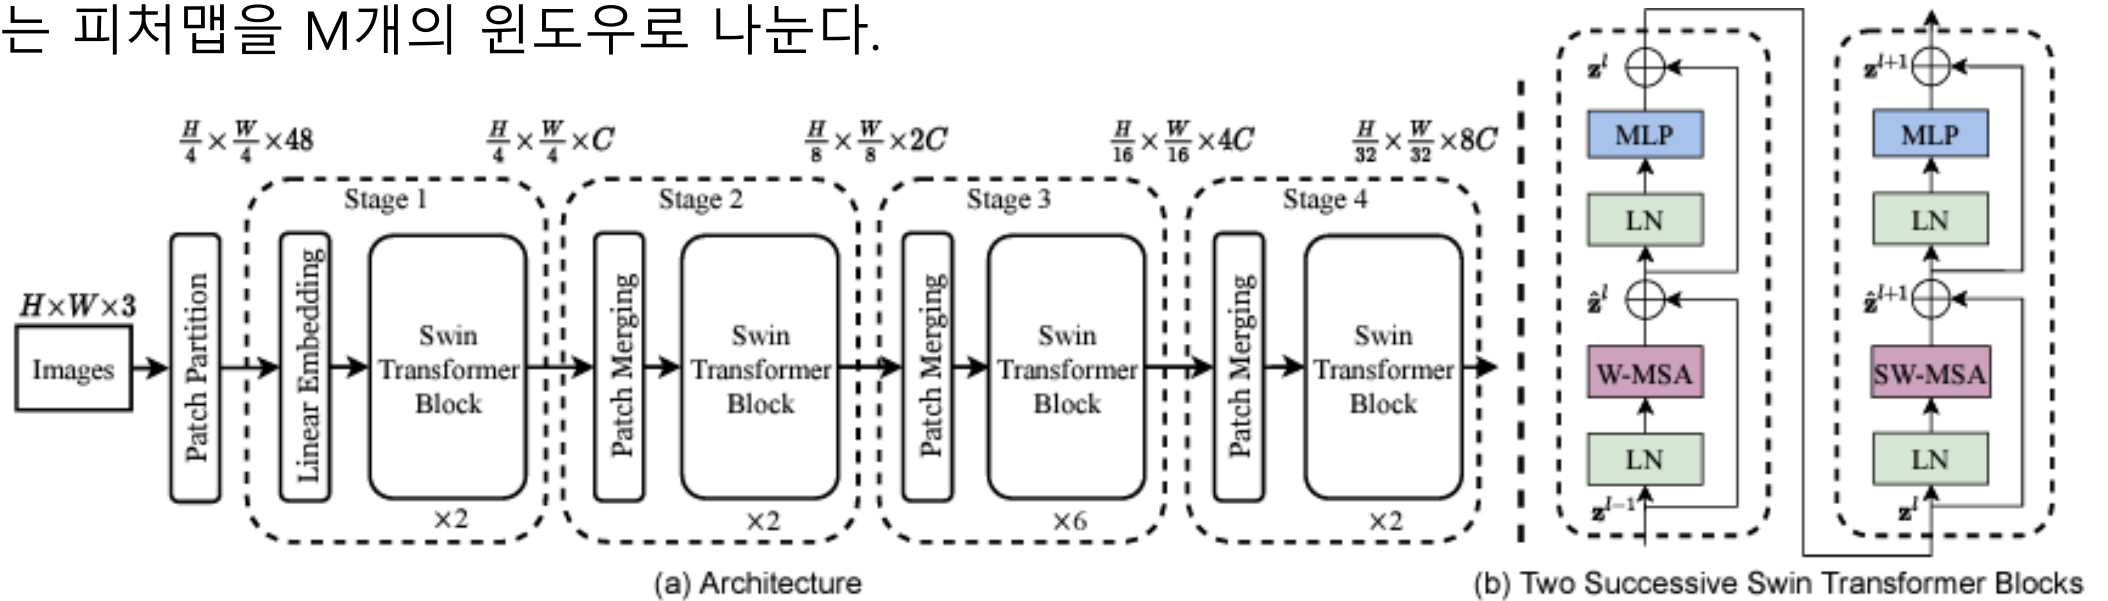 는 피처맵을 M개의 윈도우로 나눈다.
H/4 × W/4 × 48
H/4 × W/4 × C
H/8 × W/8 × 2C
H/16 × W/16 × 4C
H/32 × W/32 × 8C
Stage 1
Stage 2
Stage 3
Stage 4
H×W×3
Images
Patch Partition
Linear Embedding
Swin
Transformer
Block
×2
Patch Merging
Swin
Transformer
Block
×2
Patch Merging
Swin
Transformer
Block
×6
Patch Merging
Swin
Transformer
Block
×2
(a) Architecture
z^l
MLP
LN
ẑ^l
W-MSA
LN
z^{l-1}
z^{l+1}
MLP
LN
ẑ^{l+1}
SW-MSA
LN
z^l
(b) Two Successive Swin Transformer Blocks